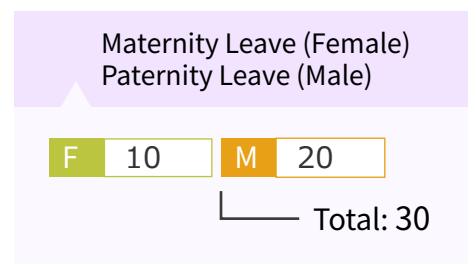 Maternity Leave (Female)
Paternity Leave (Male)
F 10 M 20
Total: 30